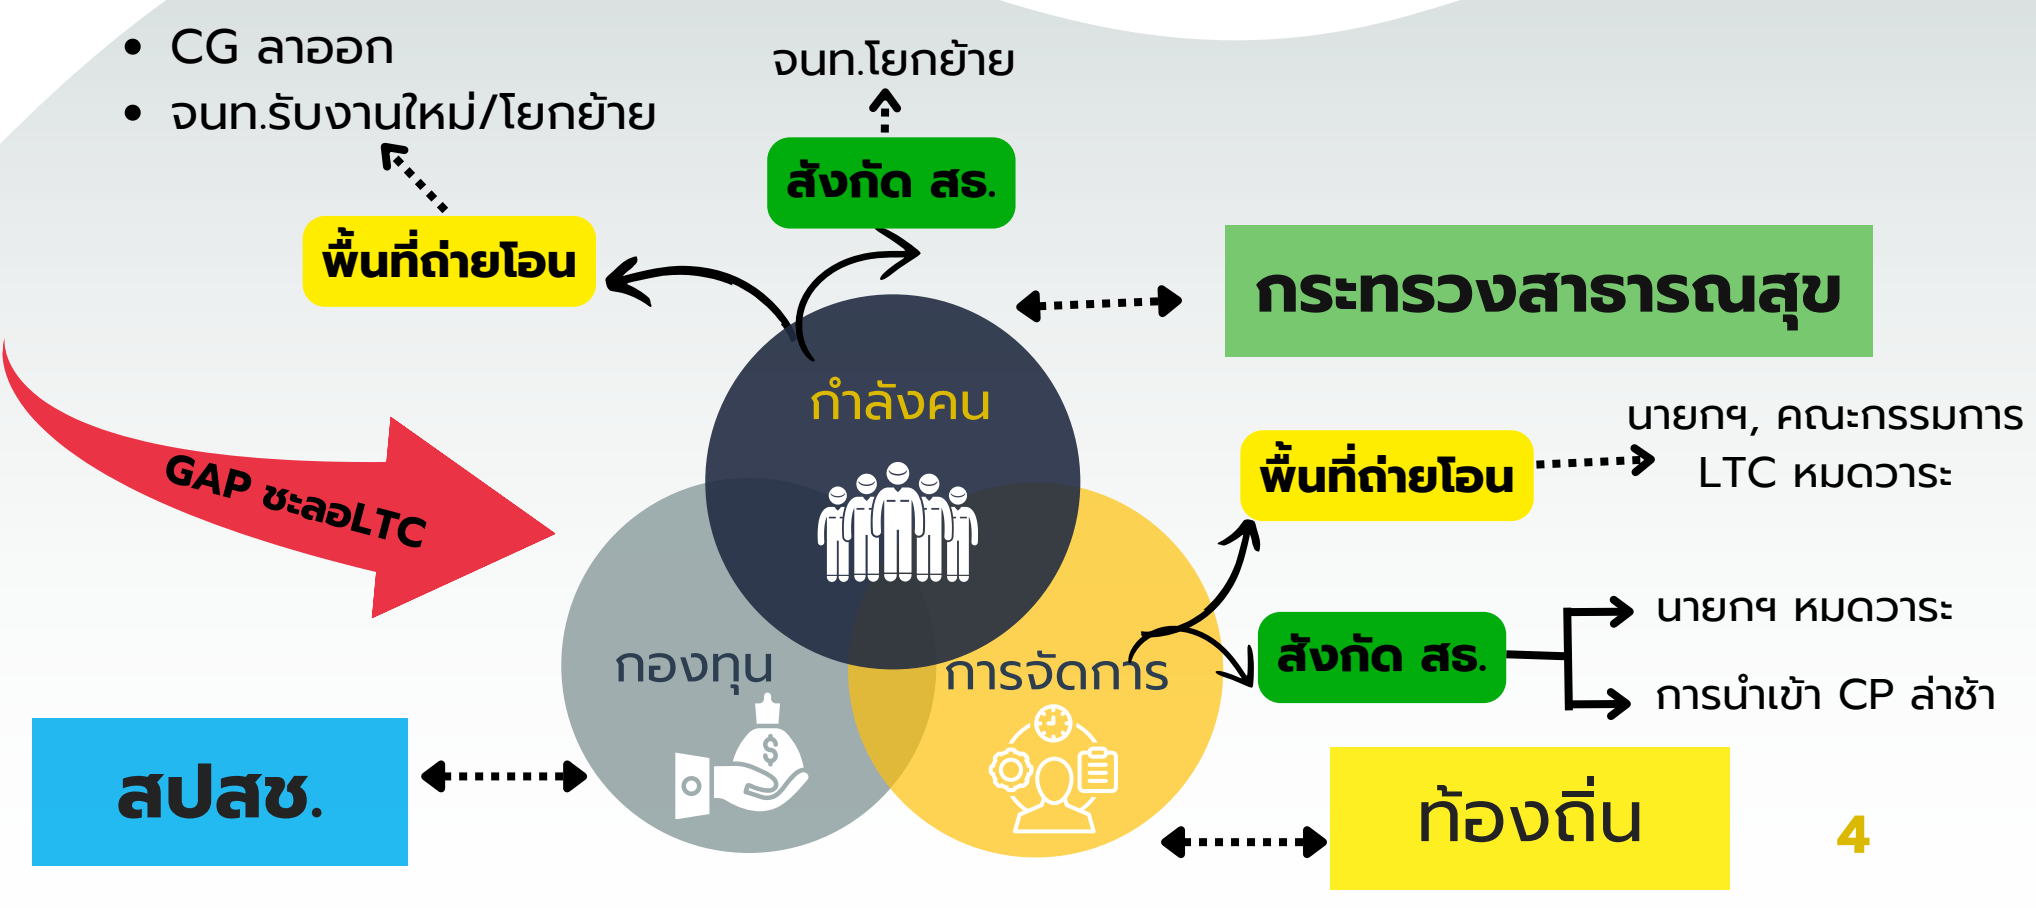 • CG ลาออก
• จนท.รับงานใหม่/โยกย้าย
จนท.โยกย้าย
สังกัด สธ.
พื้นที่ถ่ายโอน
กระทรวงสาธารณสุข
กำลังคน
GAP ชะลอLTC
พื้นที่ถ่ายโอน
นายกฯ, คณะกรรมการ
LTC หมดวาระ
กองทุน
การจัดการ
สังกัด สธ.
นายกฯ หมดวาระ
การนำเข้า CP ล่าช้า
$
สปสช.
ท้องถิ่น
4